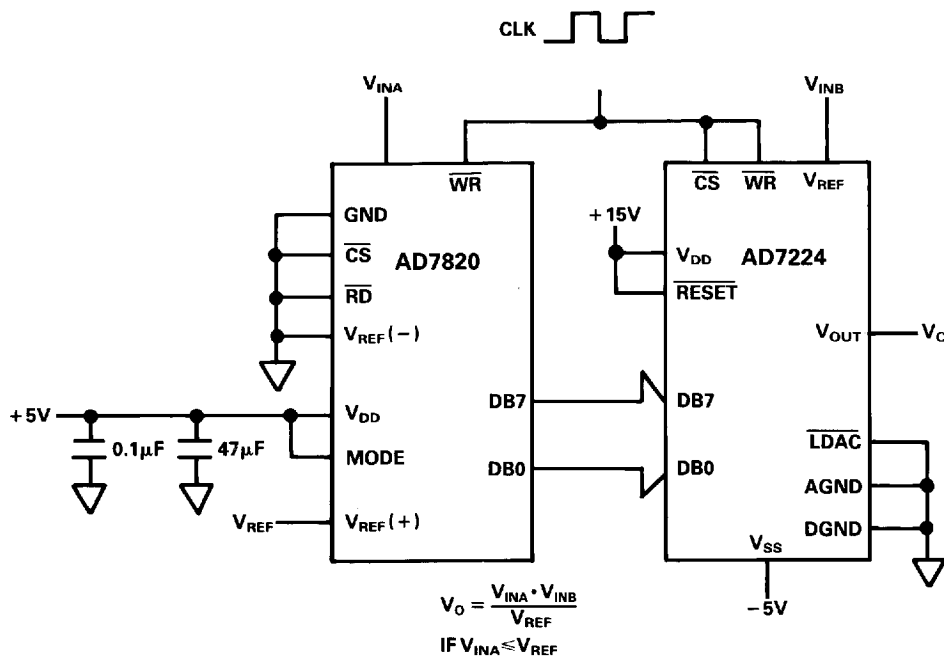 CLK
V_INA
V_INB
WR
CS
WR
V_REF
GND
CS
AD7820
RD
V_REF(−)
+15V
V_DD
AD7224
RESET
V_OUT
V_O
+5V
0.1µF
47µF
V_DD
MODE
DB7
DB7
DB0
DB0
LDAC
AGND
DGND
V_REF
V_REF(+)
V_SS
−5V
V_O = V_INA · V_INB / V_REF
IF V_INA ≤ V_REF